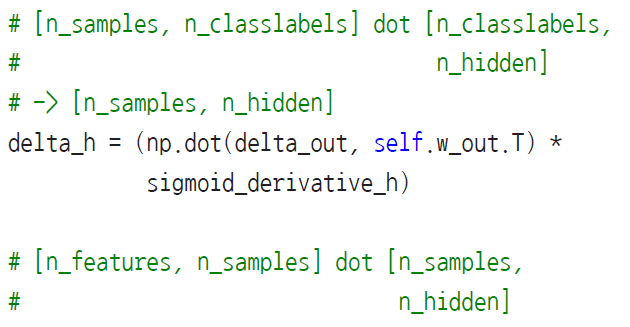 # [n_samples, n_classlabels] dot [n_classlabels,
#                                 n_hidden]
# -> [n_samples, n_hidden]
delta_h = (np.dot(delta_out, self.w_out.T) *
           sigmoid_derivative_h)
# [n_features, n_samples] dot [n_samples,
#                              n_hidden]